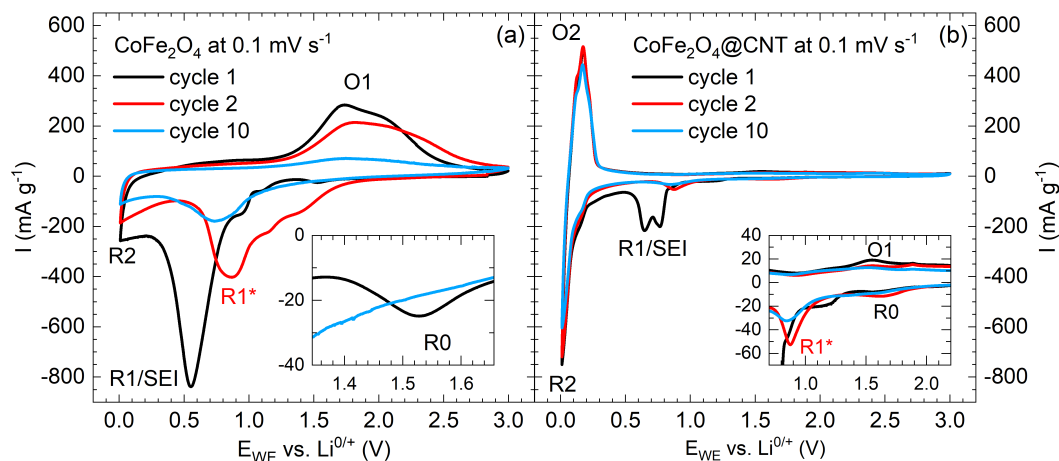 CoFe₂O₄ at 0.1 mV s⁻¹
(a)
cycle 1
cycle 2
cycle 10
O1
R2
R1*
R1/SEI
600
400
200
0
-200
-400
-600
-800
0.0 0.5 1.0 1.5 2.0 2.5 3.0
I (mA g⁻¹)
E_WE vs. Li⁰ᐟ⁺ (V)
0
-20
-40
1.4 1.5 1.6
R0
O2
CoFe₂O₄@CNT at 0.1 mV s⁻¹
(b)
cycle 1
cycle 2
cycle 10
R1/SEI
R2
600
400
200
0
-200
-400
-600
-800
0.0 0.5 1.0 1.5 2.0 2.5 3.0
I (mA g⁻¹)
E_WE vs. Li⁰ᐟ⁺ (V)
40
20
0
-20
-40
-60
1.0 1.5 2.0
O1
R0
R1*